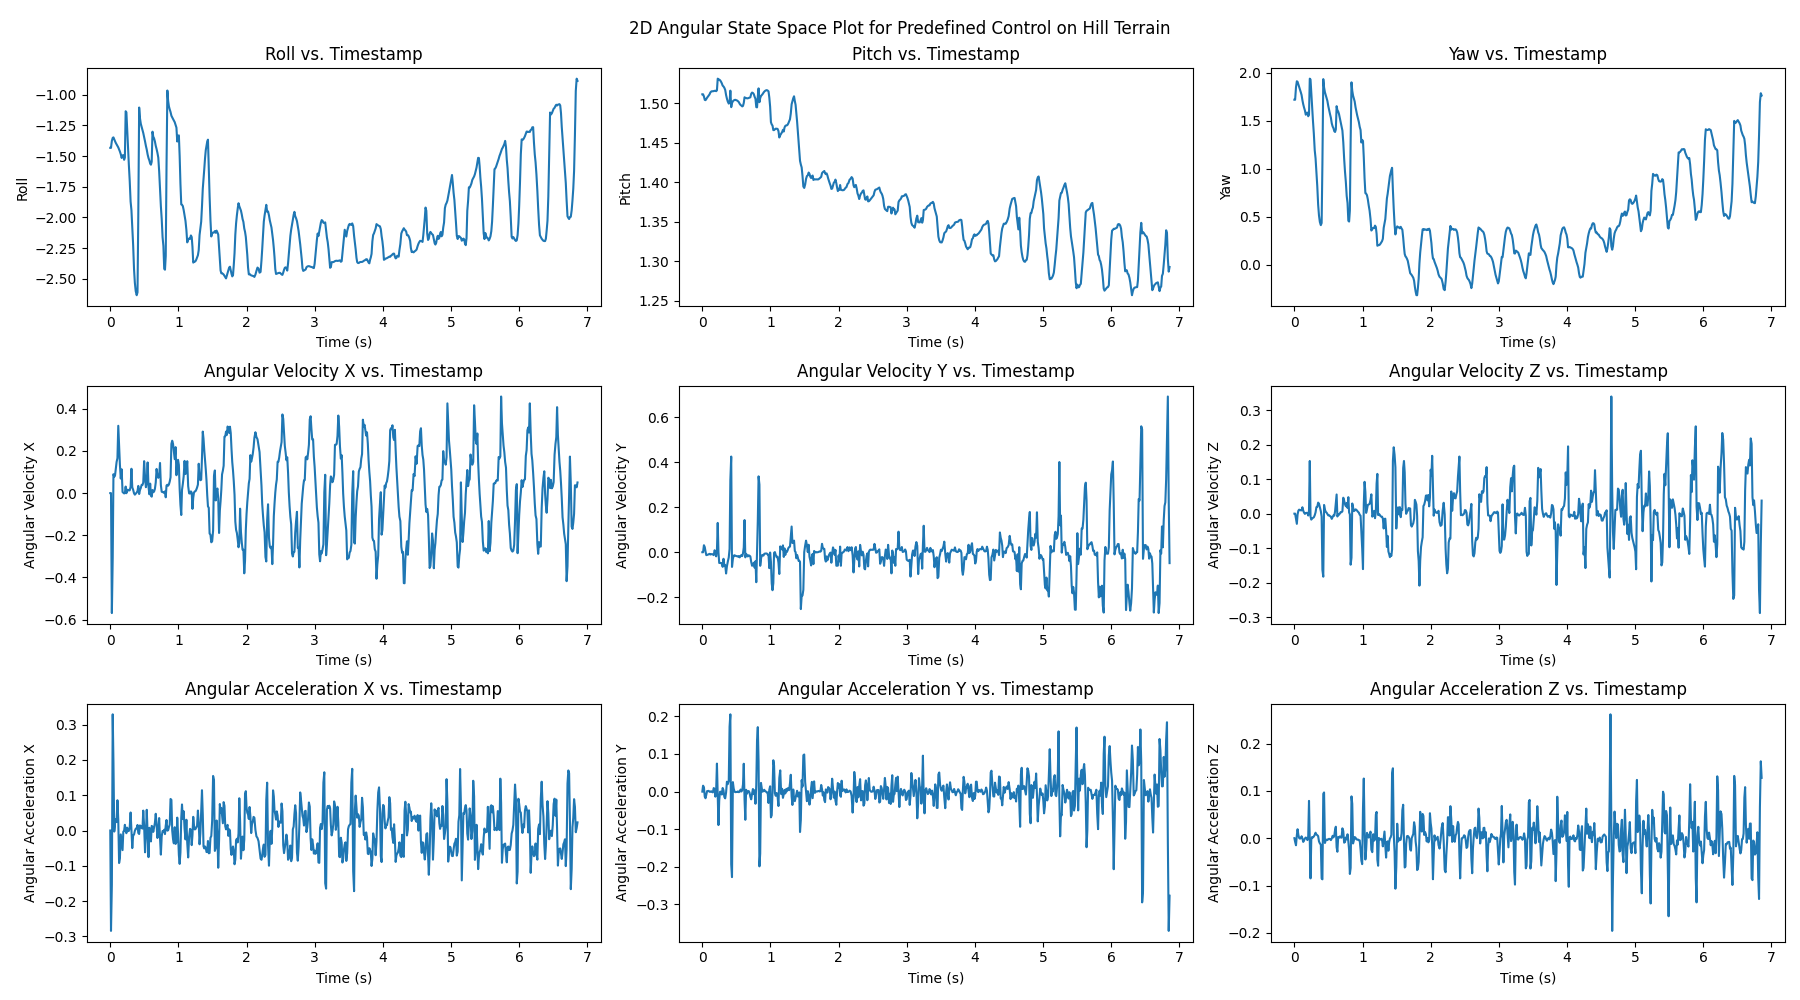 2D Angular State Space Plot for Predefined Control on Hill Terrain
Roll vs. Timestamp
Pitch vs. Timestamp
Yaw vs. Timestamp
−1.00
−1.25
−1.50
−1.75
−2.00
−2.25
−2.50
Roll
0 1 2 3 4 5 6 7
Time (s)
1.50
1.45
1.40
1.35
1.30
1.25
Pitch
0 1 2 3 4 5 6 7
Time (s)
2.0
1.5
1.0
0.5
0.0
Yaw
0 1 2 3 4 5 6 7
Time (s)
Angular Velocity X vs. Timestamp
Angular Velocity Y vs. Timestamp
Angular Velocity Z vs. Timestamp
0.4
0.2
0.0
−0.2
−0.4
−0.6
Angular Velocity X
0 1 2 3 4 5 6 7
Time (s)
0.6
0.4
0.2
0.0
−0.2
Angular Velocity Y
0 1 2 3 4 5 6 7
Time (s)
0.3
0.2
0.1
0.0
−0.1
−0.2
−0.3
Angular Velocity Z
0 1 2 3 4 5 6 7
Time (s)
Angular Acceleration X vs. Timestamp
Angular Acceleration Y vs. Timestamp
Angular Acceleration Z vs. Timestamp
0.3
0.2
0.1
0.0
−0.1
−0.2
−0.3
Angular Acceleration X
0 1 2 3 4 5 6 7
Time (s)
0.2
0.1
0.0
−0.1
−0.2
−0.3
Angular Acceleration Y
0 1 2 3 4 5 6 7
Time (s)
0.2
0.1
0.0
−0.1
−0.2
Angular Acceleration Z
0 1 2 3 4 5 6 7
Time (s)